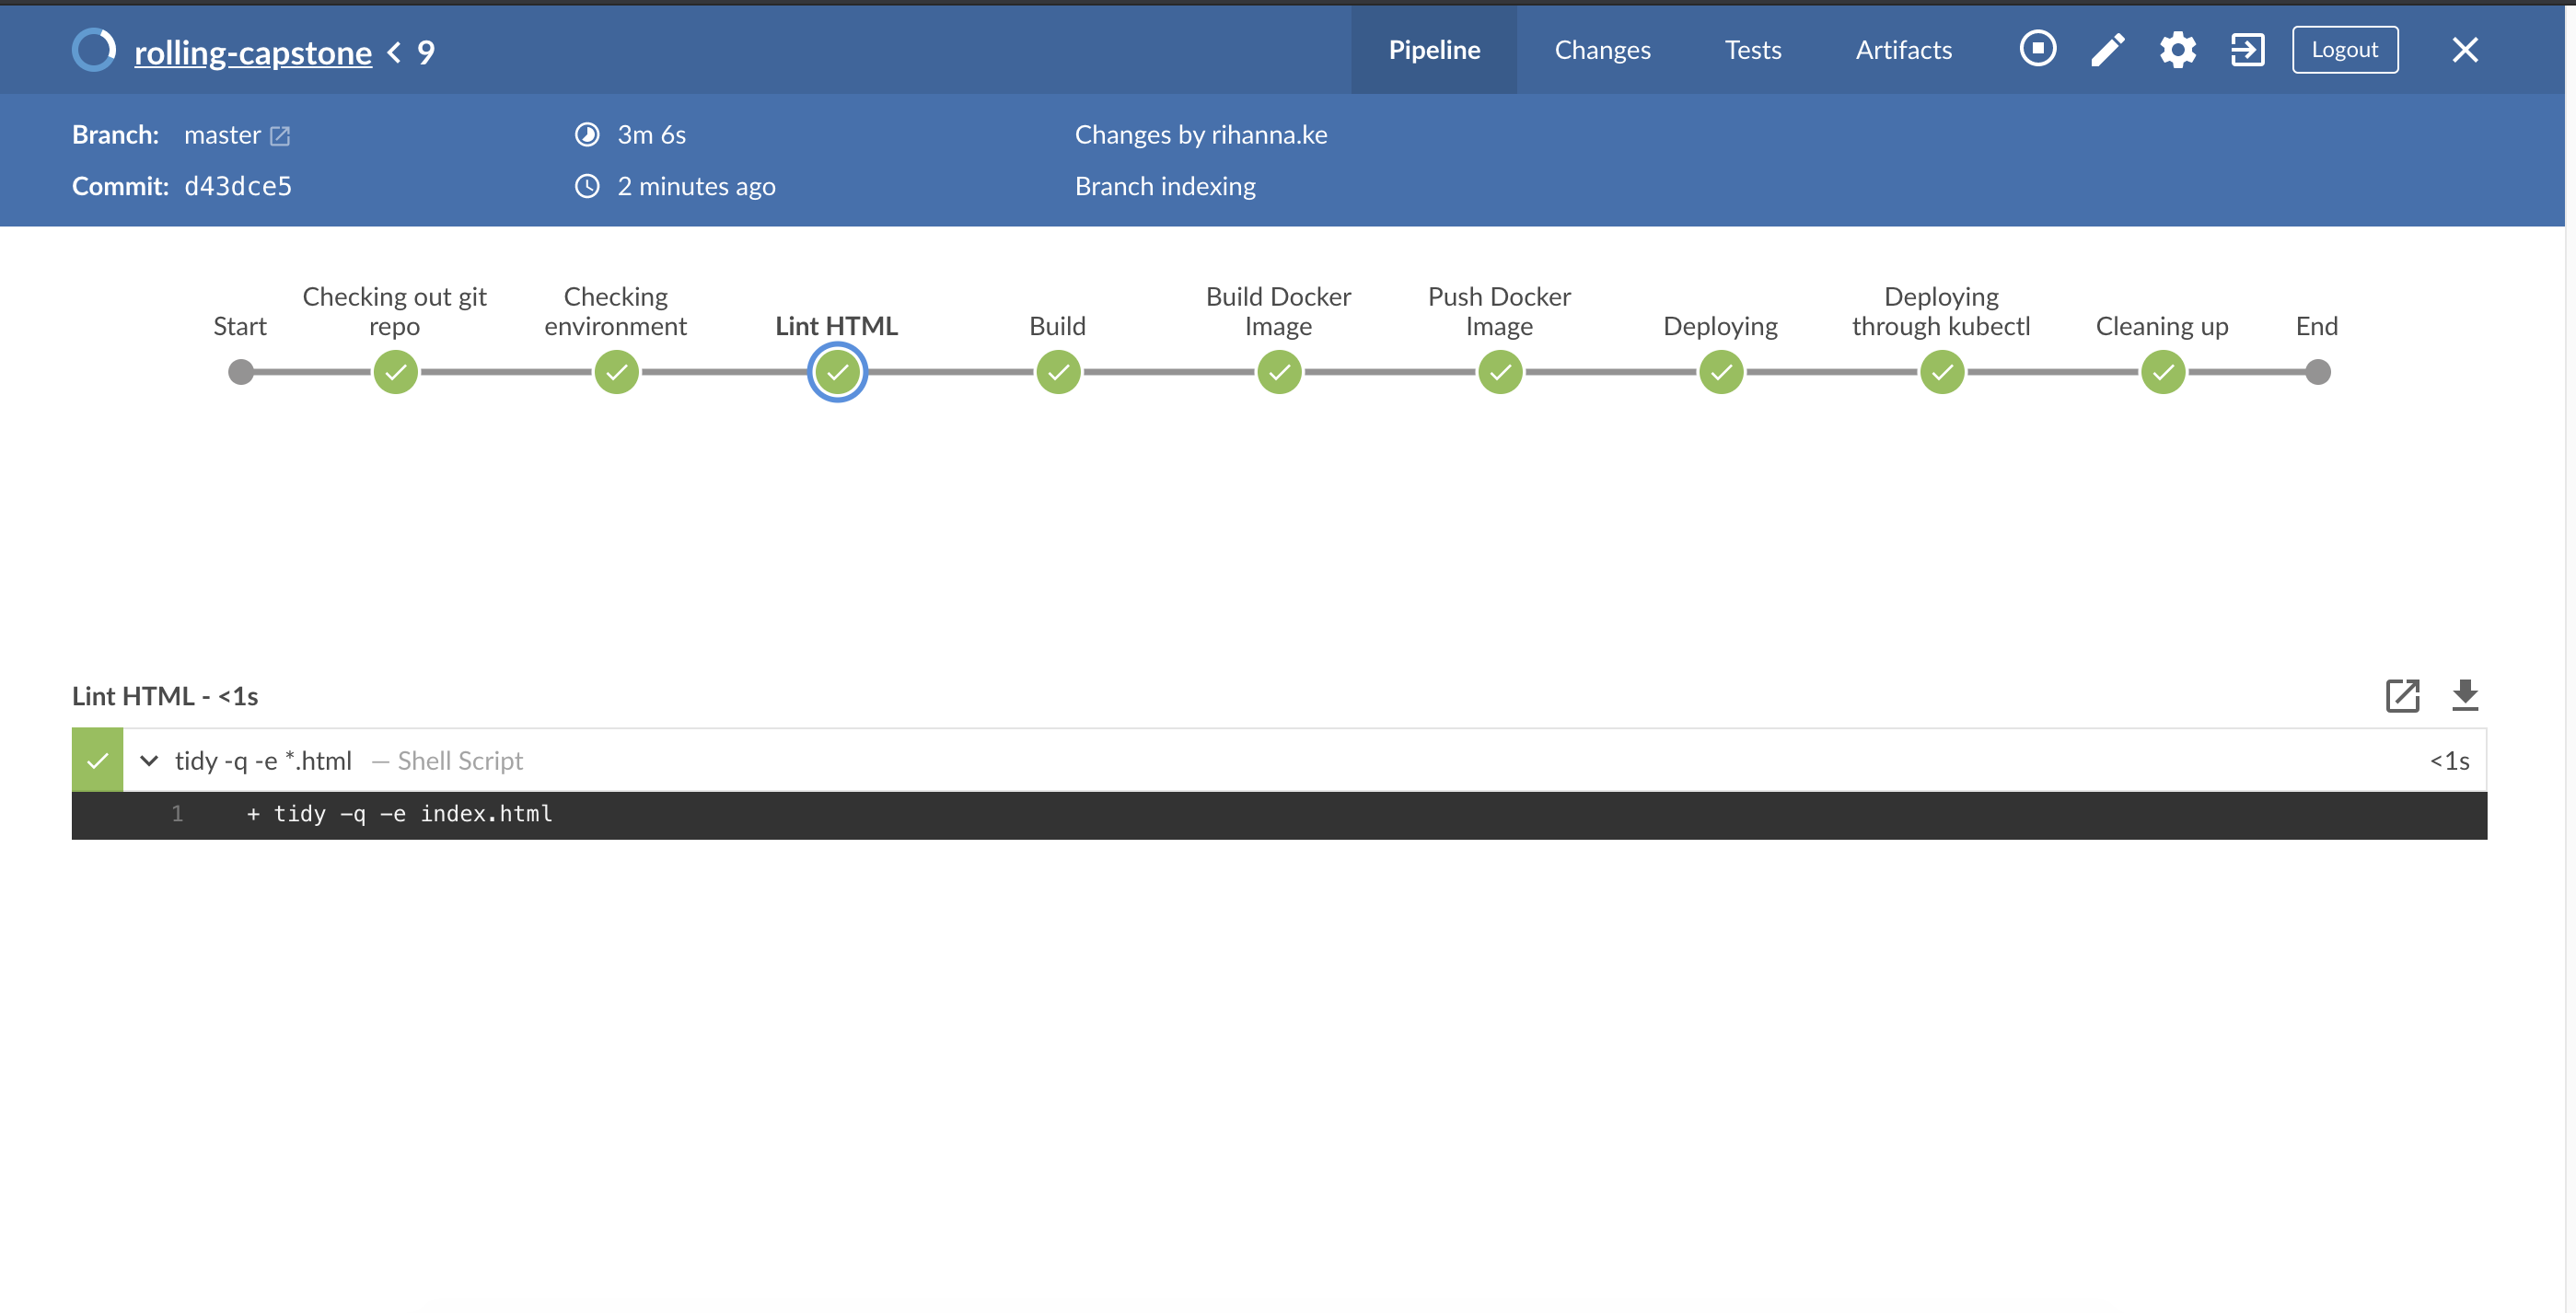 rolling-capstone < 9
Pipeline Changes Tests Artifacts Logout
Branch: master 3m 6s Changes by rihanna.ke
Commit: d43dce5 2 minutes ago Branch indexing
Start
Checking out git
repo
Checking
environment
Lint HTML
Build
Build Docker
Image
Push Docker
Image
Deploying
Deploying
through kubectl
Cleaning up
End
Lint HTML - <1s
tidy -q -e *.html — Shell Script <1s
1 + tidy -q -e index.html